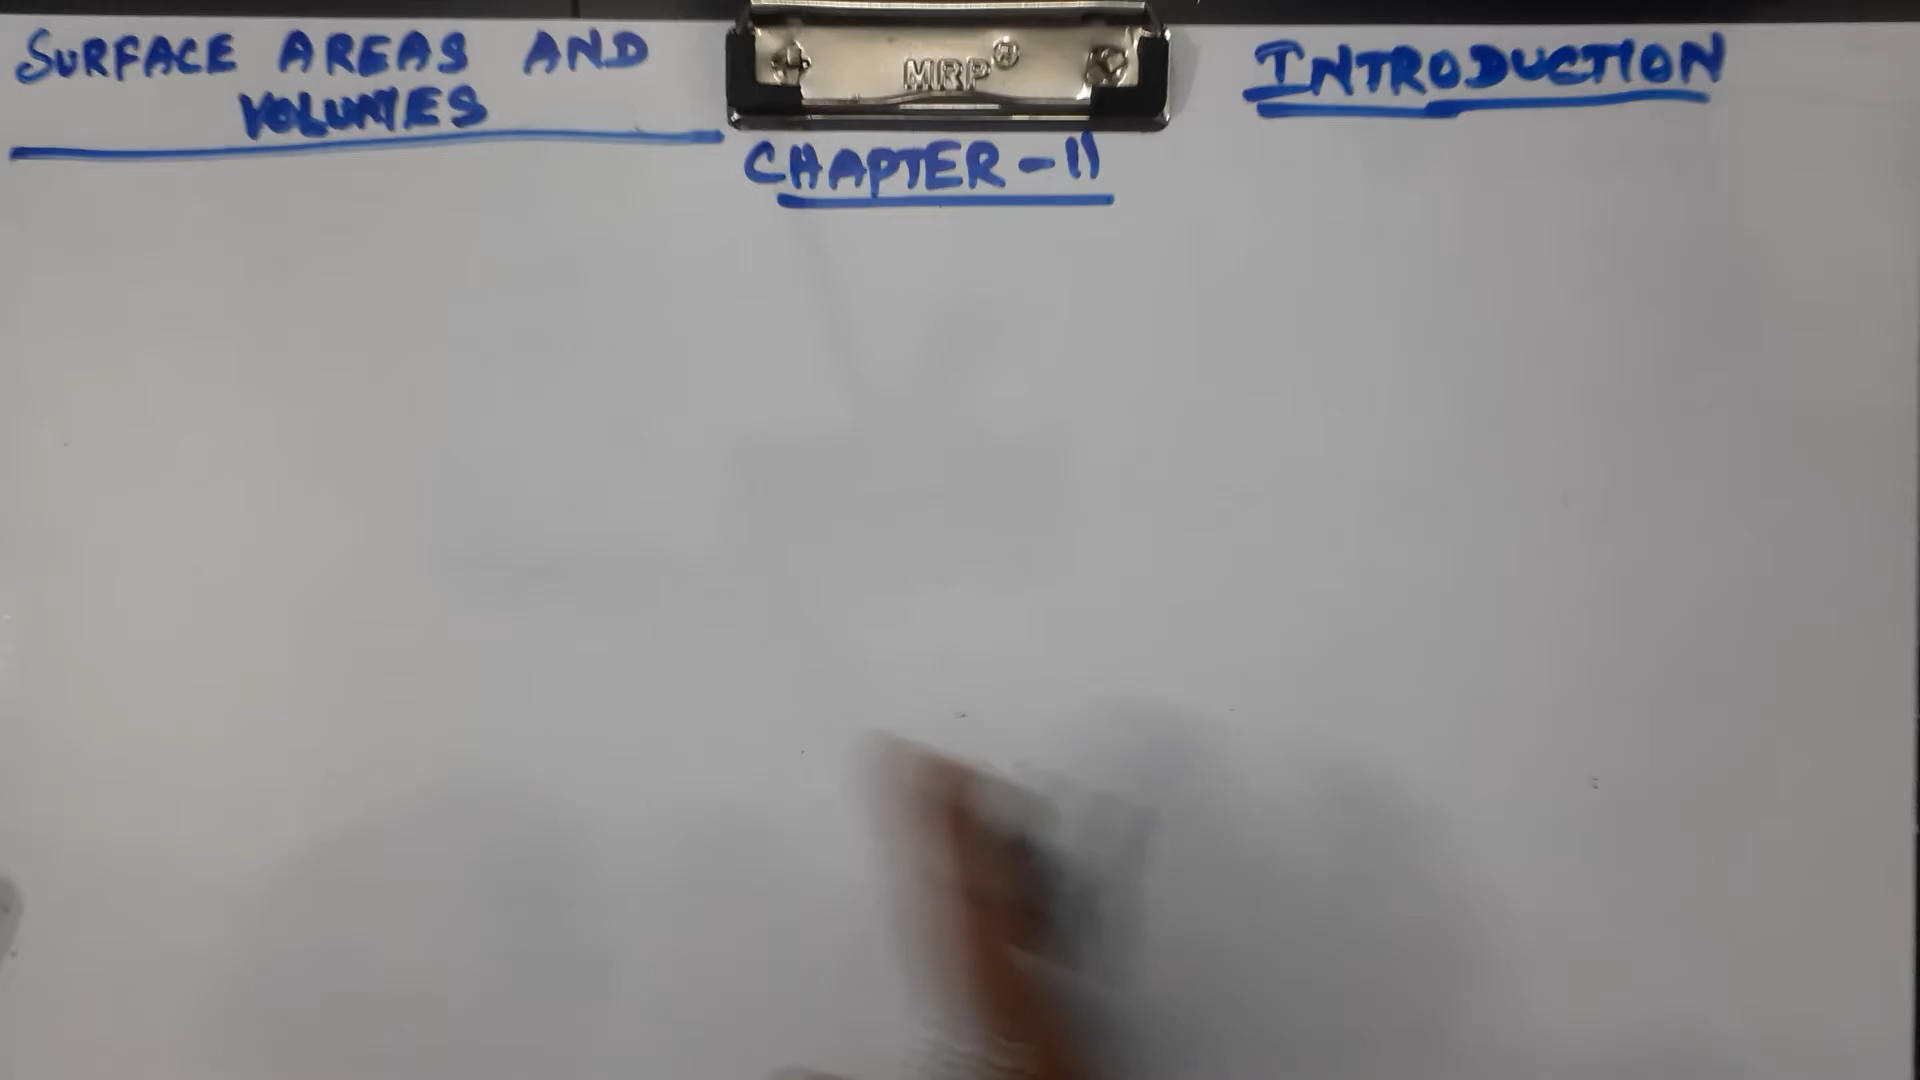 SURFACE AREAS AND
VOLUMES
MRP®
INTRODUCTION
CHAPTER-11